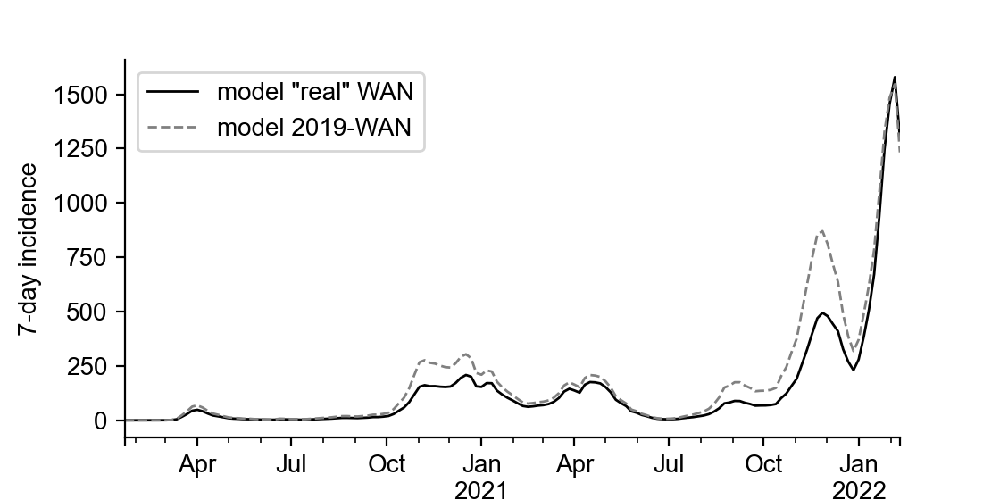 model "real" WAN
model 2019-WAN
7-day incidence
1500
1250
1000
750
500
250
0
Apr Jul Oct Jan Apr Jul Oct Jan
2021 2022